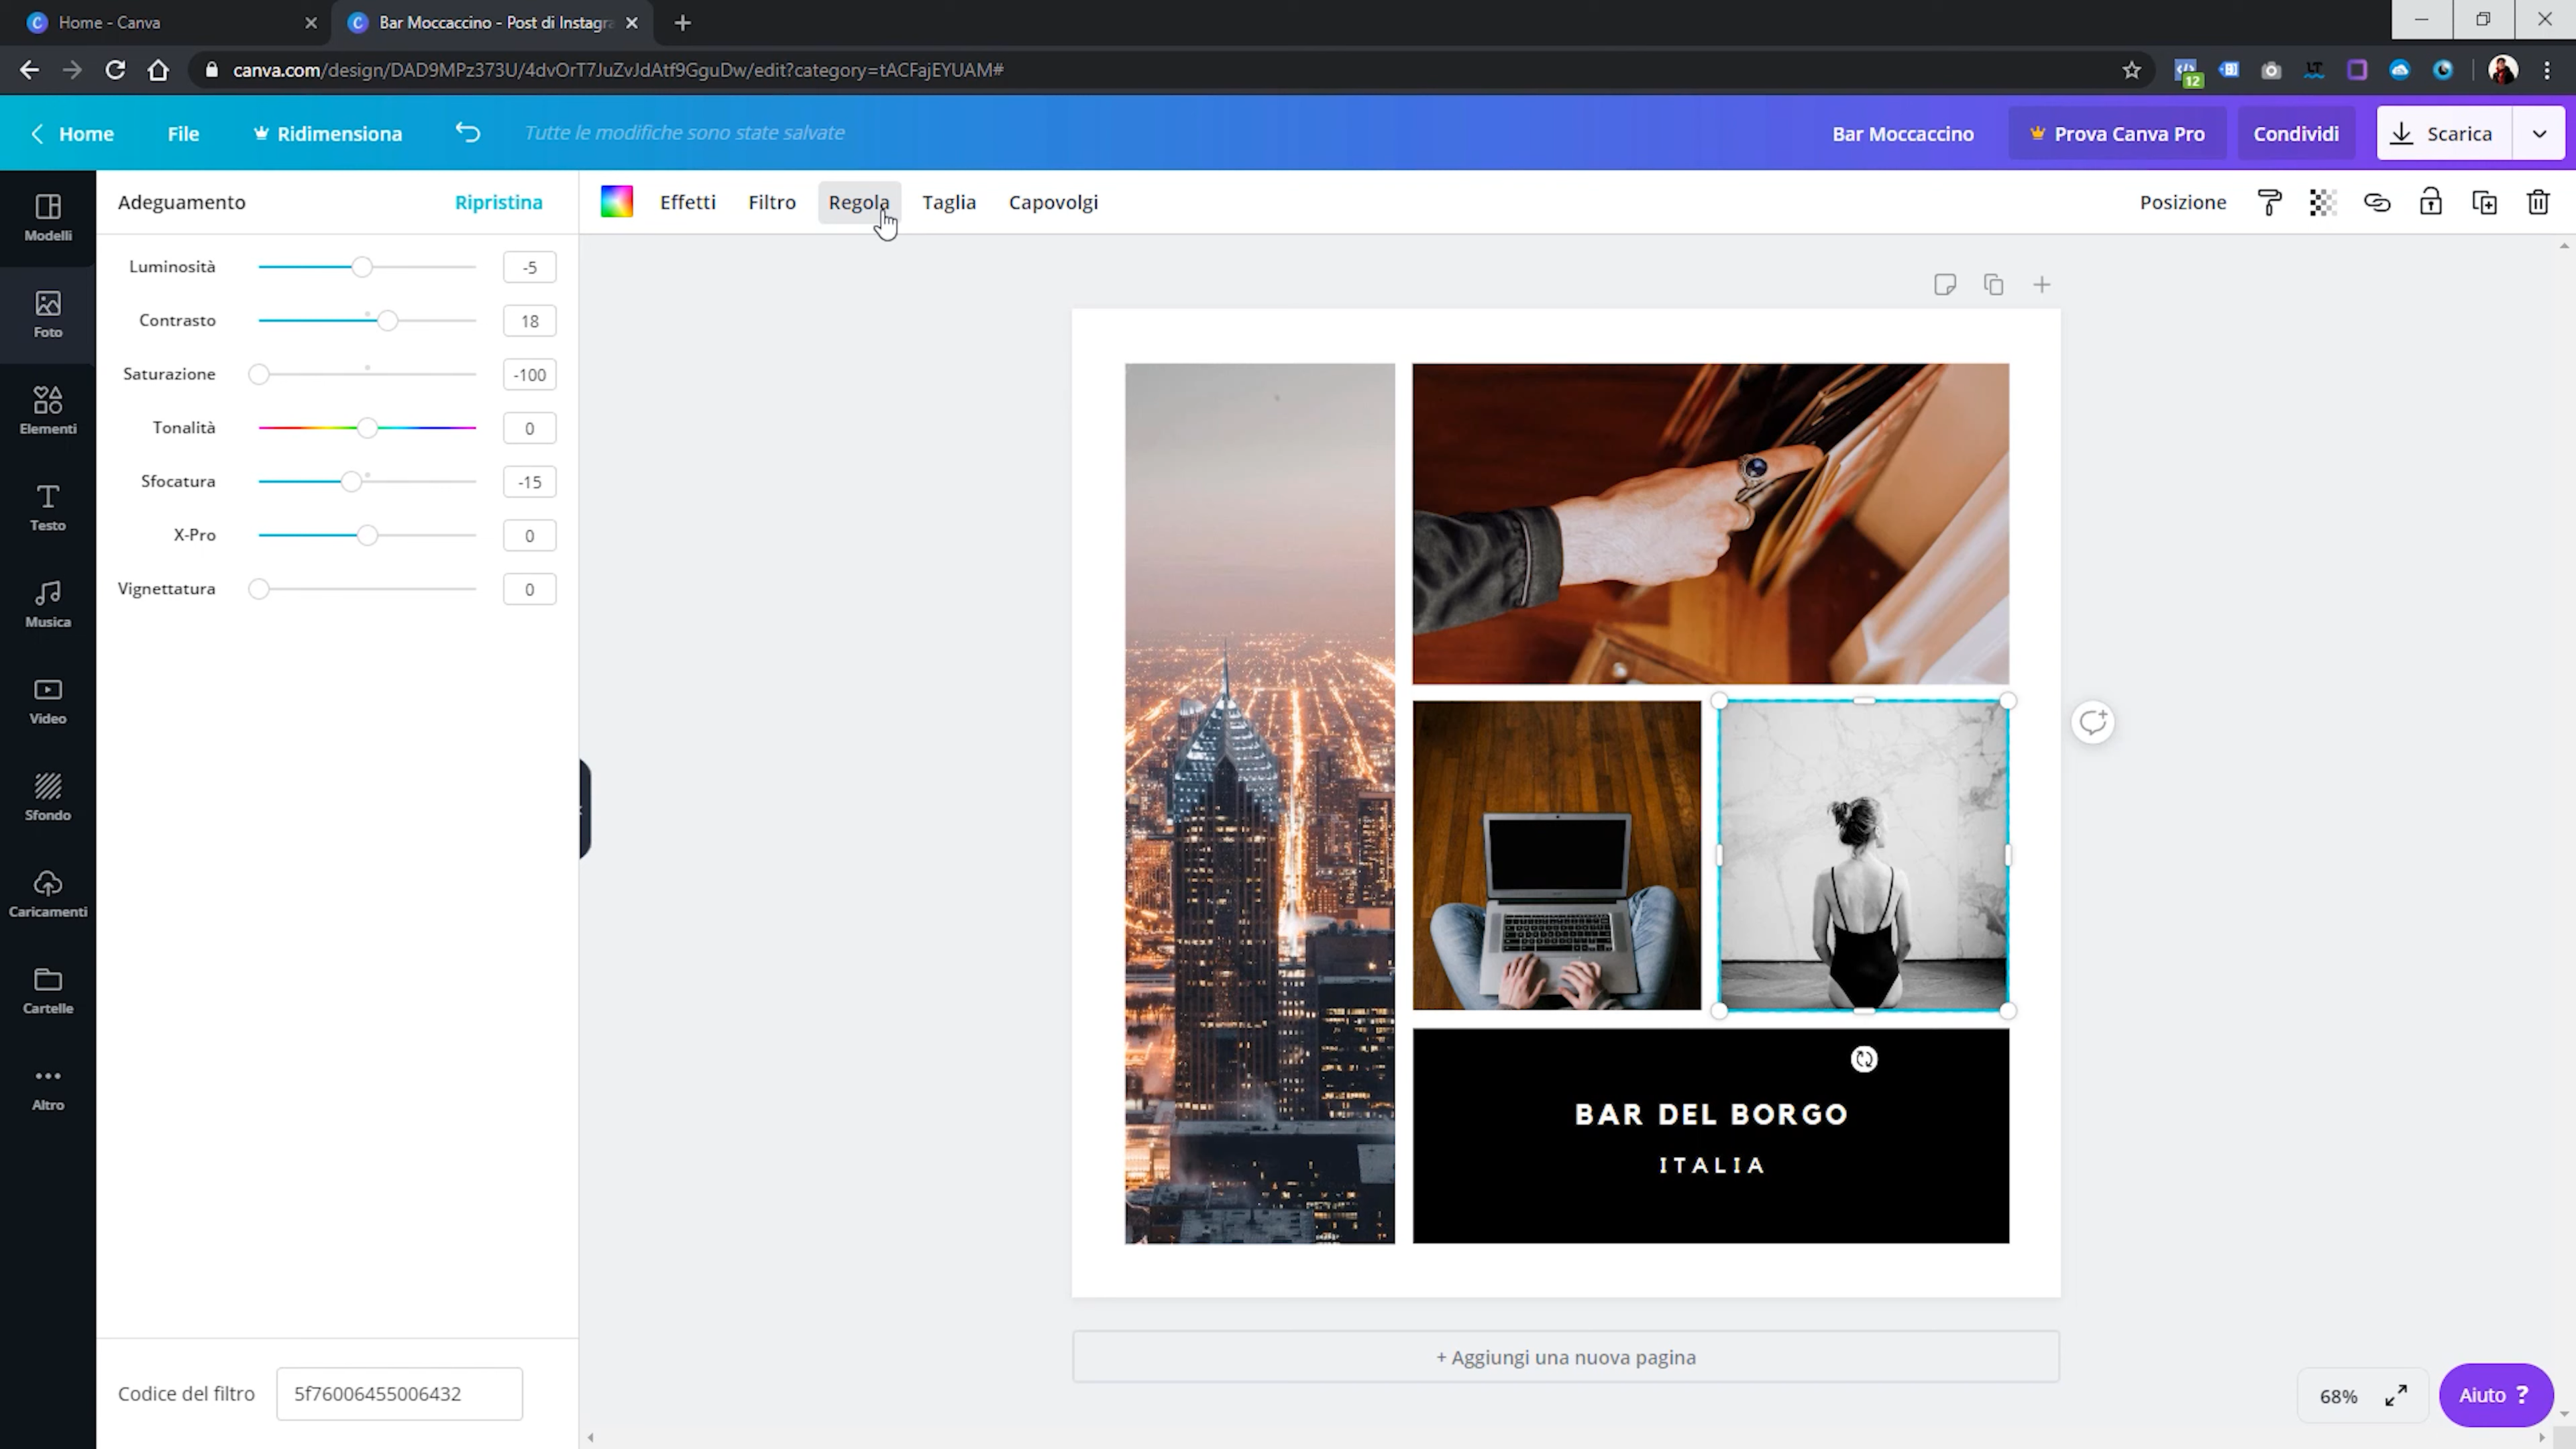 Home - Canva
Bar Moccaccino - Post di Instagra
canva.com/design/DAD9MPz373U/4dvOrT7JuZvJdAtf9GguDw/edit?category=tACFajEYUAM#
12
Home
File
Ridimensiona
Tutte le modifiche sono state salvate
Bar Moccaccino
Prova Canva Pro
Condividi
Scarica
Modelli
Foto
Elementi
Testo
Musica
Video
Sfondo
Caricamenti
Cartelle
Altro
Adeguamento
Ripristina
Luminosità -5
Contrasto 18
Saturazione -100
Tonalità 0
Sfocatura -15
X-Pro 0
Vignettatura 0
Codice del filtro 5f76006455006432
Effetti
Filtro
Regola
Taglia
Capovolgi
Posizione
BAR DEL BORGO
ITALIA
+ Aggiungi una nuova pagina
68%
Aiuto ?